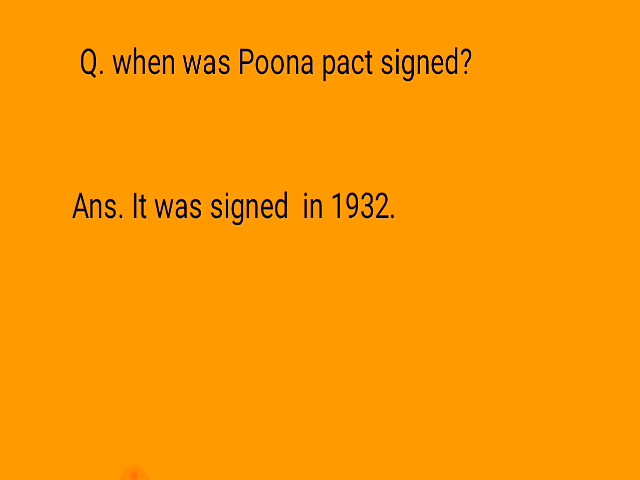 Q. when was Poona pact signed?
Ans. It was signed in 1932.